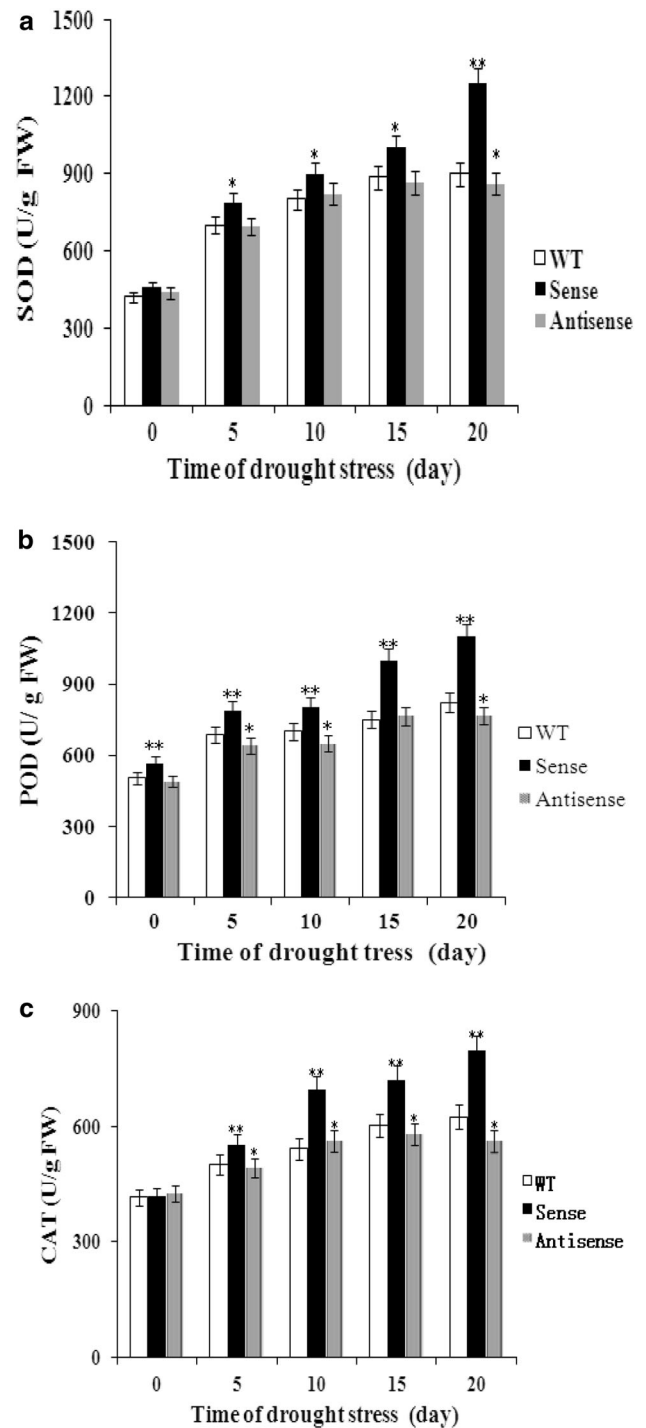 a
1500
**
1200
*
*
*
*
900
600
300
0
SOD (U/g FW)
WT
Sense
Antisense
0 5 10 15 20
Time of drought stress (day)
b
1500
1200
**
**
**
**
*
*
*
**
900
600
300
0
POD (U/ g FW)
WT
Sense
Antisense
0 5 10 15 20
Time of drought tress (day)
c
900
**
**
**
**
*
*
*
*
600
300
0
CAT (U/g FW)
WT
Sense
Antisense
0 5 10 15 20
Time of drought stress (day)